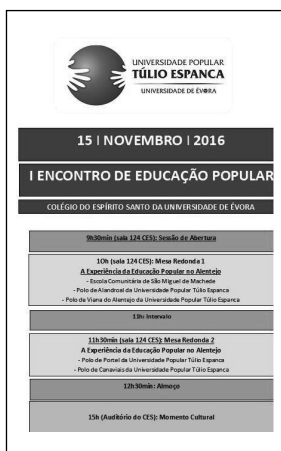 UNIVERSIDADE POPULAR
TÚLIO ESPANCA
UNIVERSIDADE DE ÉVORA
15 | NOVEMBRO | 2016
I ENCONTRO DE EDUCAÇÃO POPULAR
COLÉGIO DO ESPÍRITO SANTO DA UNIVERSIDADE DE ÉVORA
9h30min (sala 124 CES): Sessão de Abertura
10h (sala 124 CES): Mesa Redonda 1
A Experiência da Educação Popular no Alentejo
- Escola Comunitária de São Miguel de Machede
- Polo de Alandroal da Universidade Popular Túlio Espanca
- Polo de Viana do Alentejo da Universidade Popular Túlio Espanca
11h: Intervalo
11h30min (sala 124 CES): Mesa Redonda 2
A Experiência da Educação Popular no Alentejo
- Polo de Portel da Universidade Popular Túlio Espanca
- Polo de Canaviais da Universidade Popular Túlio Espanca
12h30min: Almoço
15h (Auditório do CES): Momento Cultural